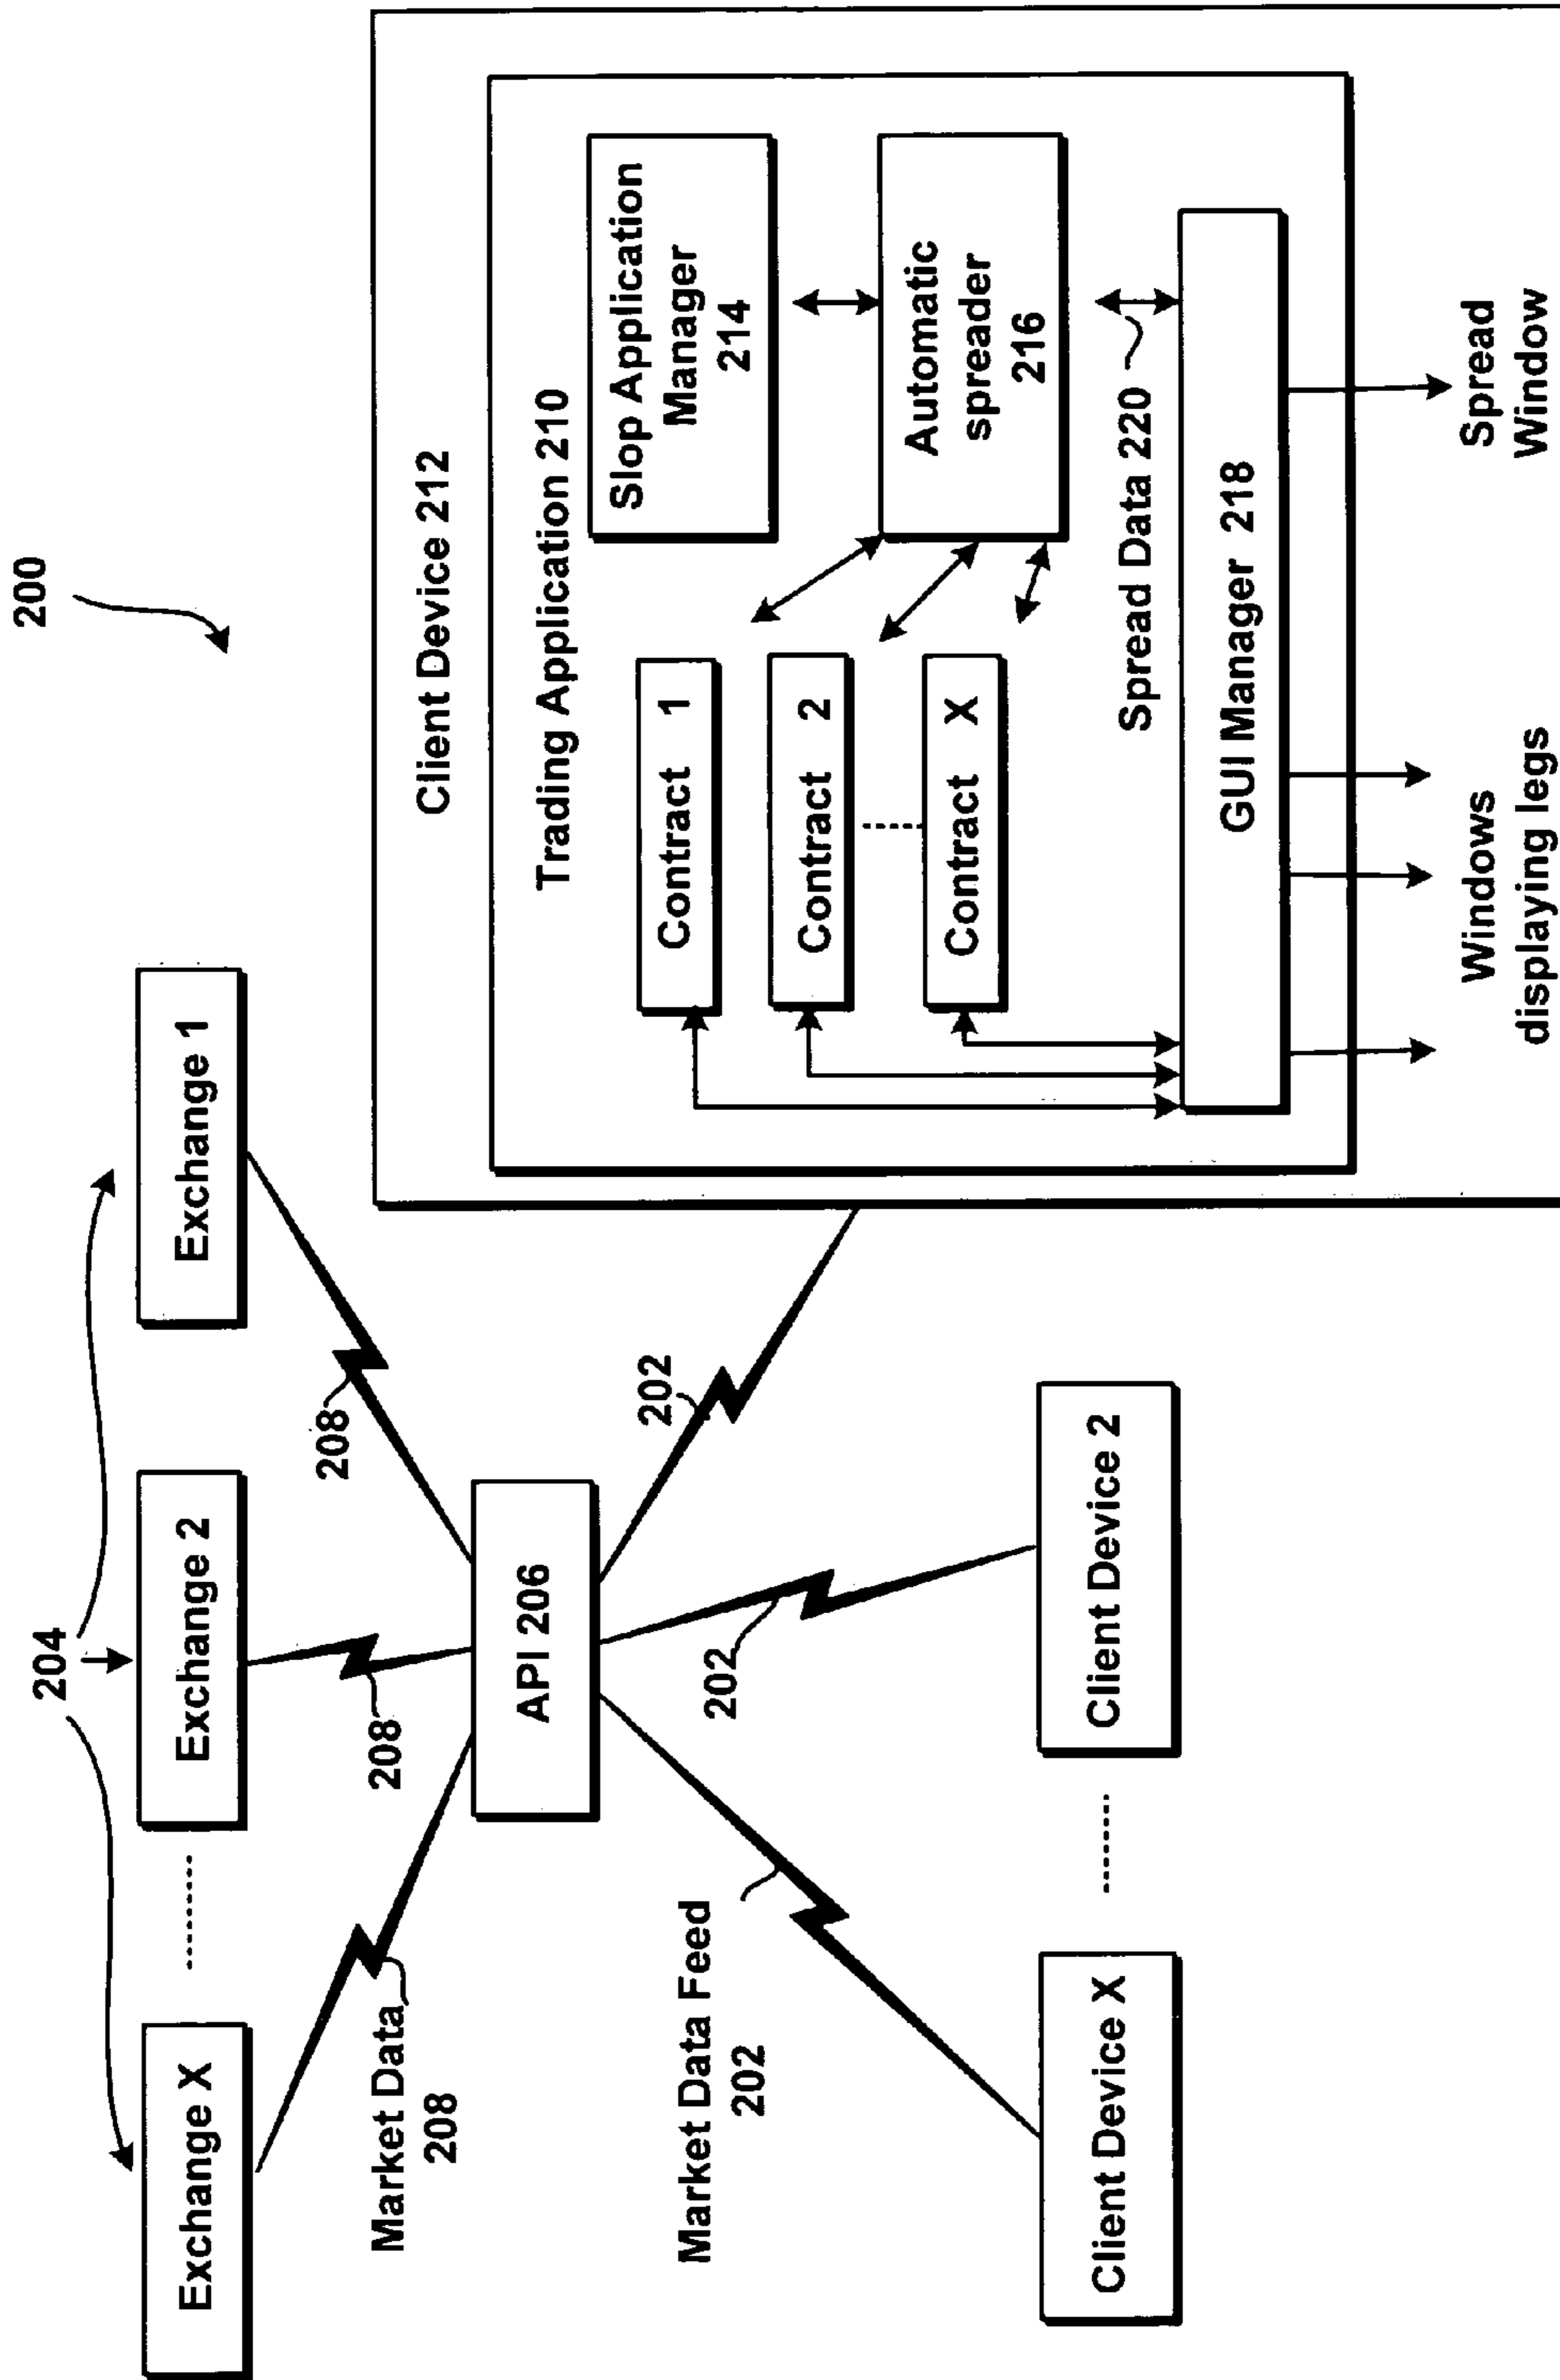 200
204
Exchange X
Exchange 2
Exchange 1
208
208
Market Data
208
API 206
202
202
Market Data Feed
202
Client Device X
Client Device 2
Client Device 212
Trading Application 210
Slop Application
Manager
214
Contract 1
Contract 2
Contract X
Automatic
spreader
216
Spread Data 220
GUI Manager 218
Windows
displaying legs
Spread
Window